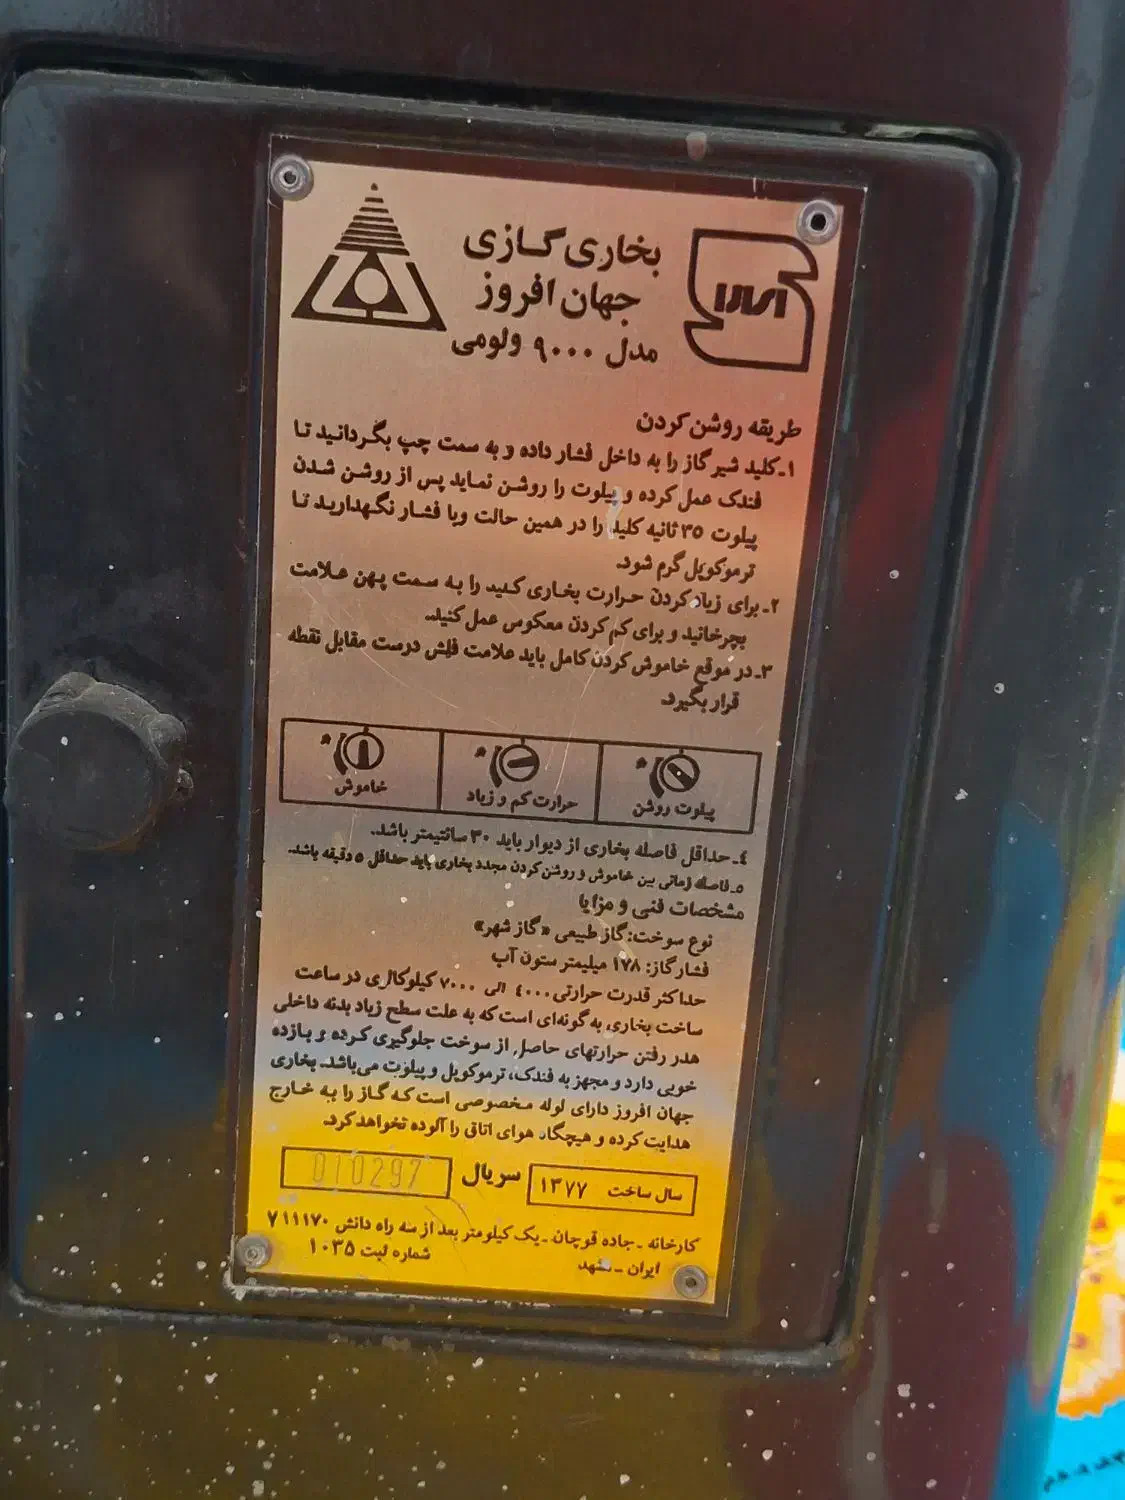 بخاری گازی
جهان افروز
مدل ۹۰۰۰ ولومی
طریقه روشن کردن
۱ـ کلید شیر گاز را به داخل فشار داده و به سمت چپ بگردانید تا
فندک عمل کرده و پیلوت را روشن نماید پس از روشن شدن
پیلوت ۳۵ ثانیه کلید را در همین حالت وبا فشار نگهدارید تا
ترموکوپل گرم شود.
۲ـ برای زیاد کردن حرارت بخاری کلید را به سمت پهن علامت
بچرخانید و برای کم کردن معکوس عمل کنید.
۳ـ در موقع خاموش کردن کامل باید علامت فلش درست مقابل نقطه
قرار بگیرد.
پیلوت روشن
حرارت کم و زیاد
خاموش
٤ـ حداقل فاصله بخاری از دیوار باید ۳۰ سانتیمتر باشد.
۵ـ فاصله زمانی بین خاموش و روشن کردن مجدد بخاری باید حداقل ۵ دقیقه باشد.
مشخصات فنی و مزایا
نوع سوخت: گاز طبیعی «گاز شهر»
فشار گاز: ۱۷۸ میلیمتر ستون آب
حداکثر قدرت حرارتی ٤۰۰۰ الی ۷۰۰۰ کیلوکالری در ساعت
ساخت بخاری به گونه‌ای است که به علت سطح زیاد بدنه داخلی
هدر رفتن حرارتهای حاصل از سوخت جلوگیری کرده و بازده
خوبی دارد و مجهز به فندک، ترموکوپل و پیلوت می‌باشد. بخاری
جهان افروز دارای لوله مخصوصی است که گاز را به خارج
هدایت کرده و هیچگاه هوای اتاق را آلوده نخواهد کرد.
سال ساخت ۱۳۷۷ سریال 010297
کارخانه ـ جاده قوچان ـ یک کیلومتر بعد از سه راه دانش ۷۱۱۱۷۰
ایران ـ مشهد شماره ثبت ۱۰۳۵